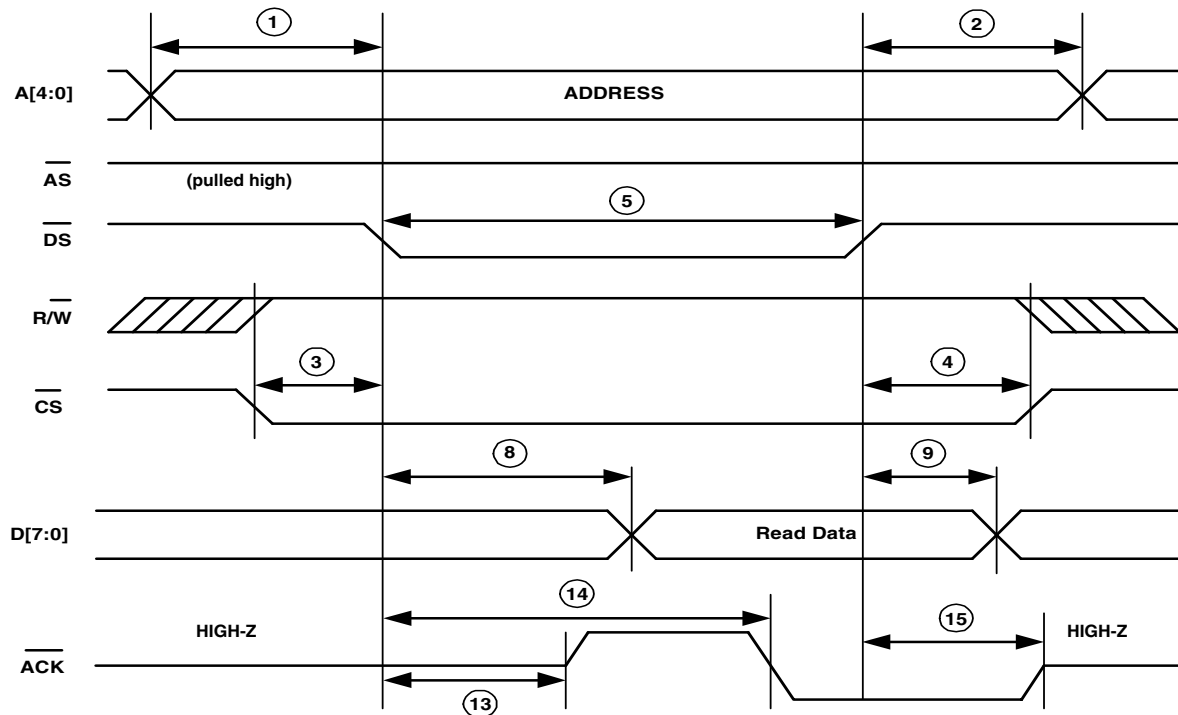 1
2
A[4:0]
ADDRESS
AS
(pulled high)
5
DS
R/W
3
4
CS
8
9
D[7:0]
Read Data
14
HIGH-Z
15
HIGH-Z
ACK
13